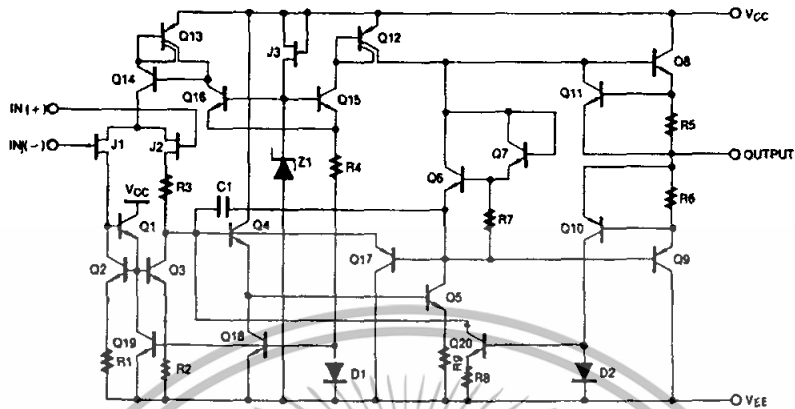 Q13
Q12
VCC
J3
Q8
Q14
Q16
Q15
Q11
IN(+)
R5
IN(-)
J1
J2
Q7
OUTPUT
Z1
R4
Q6
R3
R6
VCC
C1
R7
Q10
Q1
Q4
Q17
Q9
Q2
Q3
Q5
Q19
Q18
Q20
R9
R1
R2
D1
R8
D2
VEE